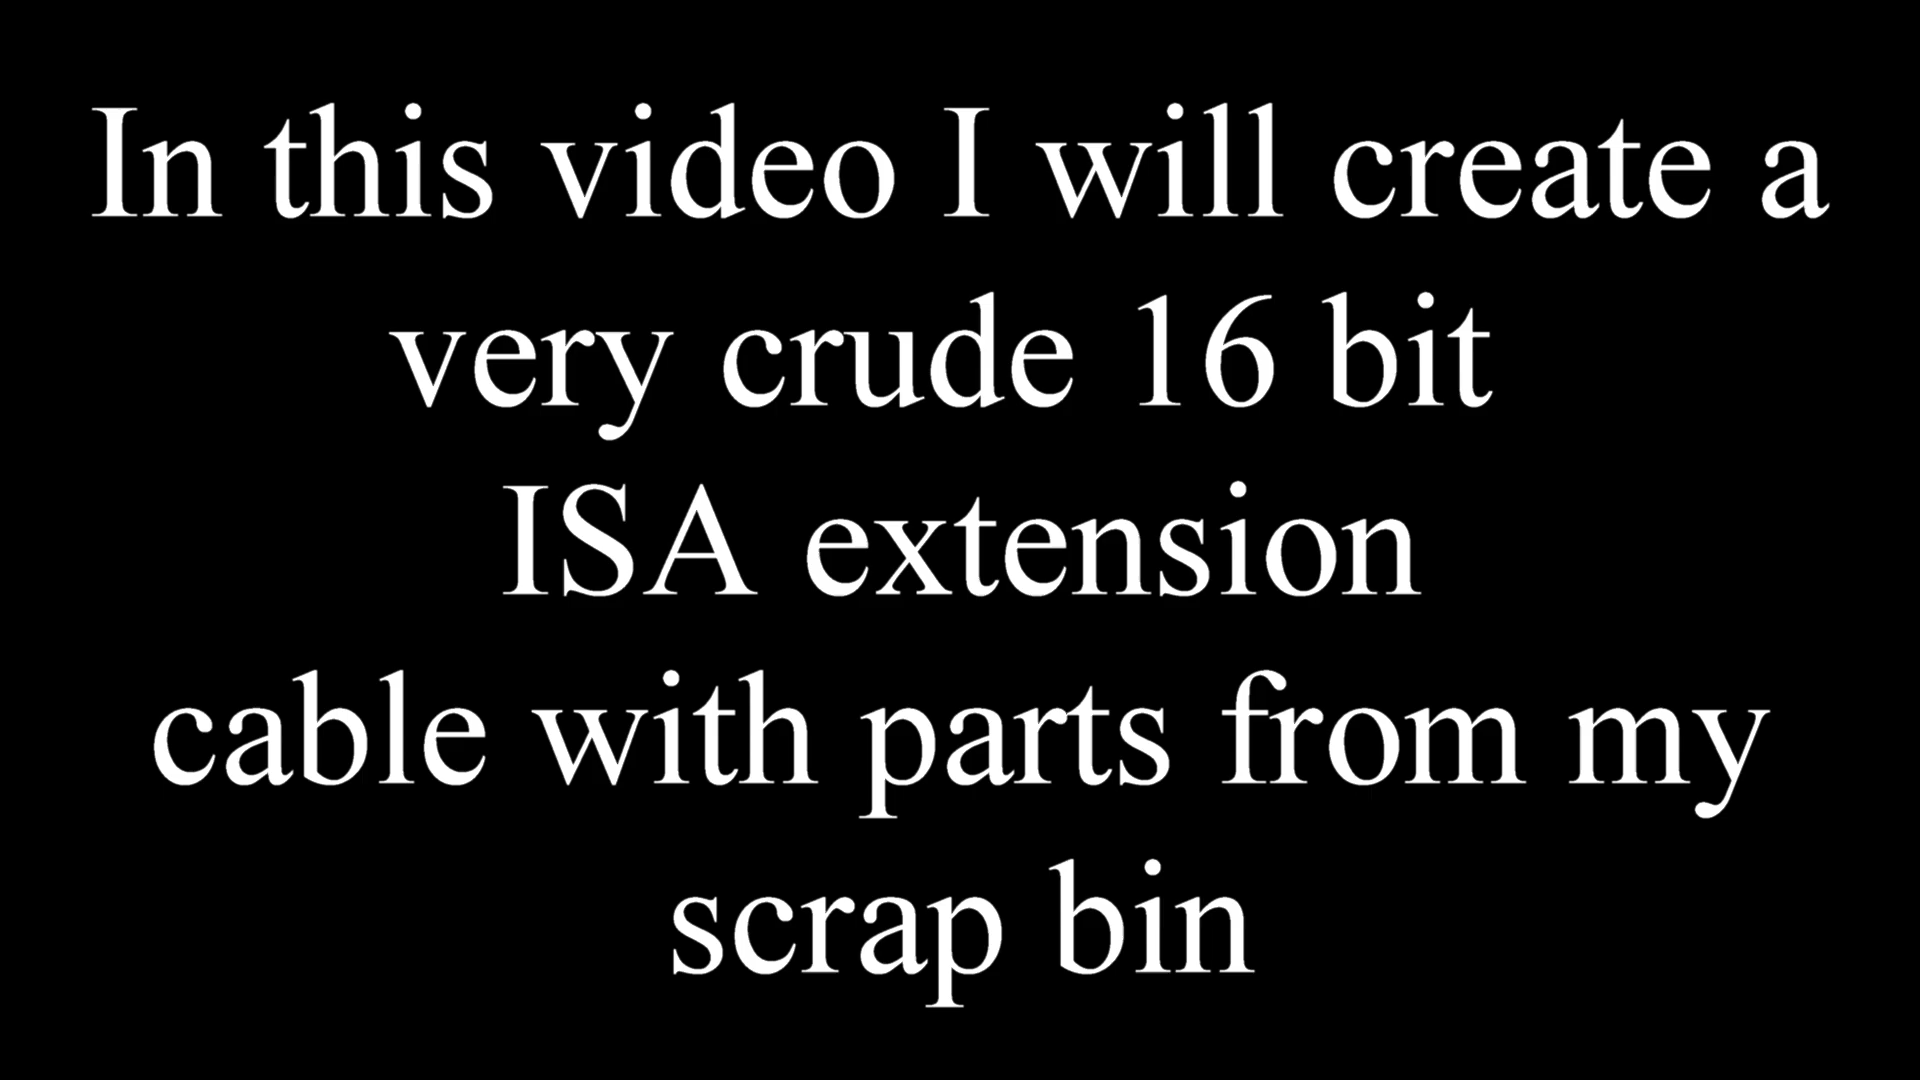 In this video I will create a
very crude 16 bit
ISA extension
cable with parts from my
scrap bin